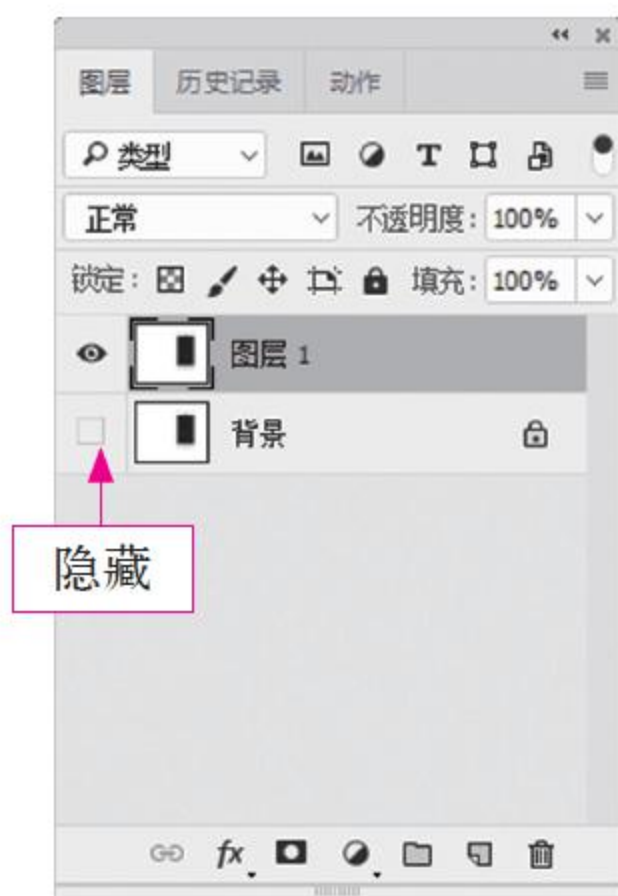 图层 历史记录 动作
类型 T
正常 不透明度: 100%
锁定: 填充: 100%
图层 1
背景
隐藏
fx